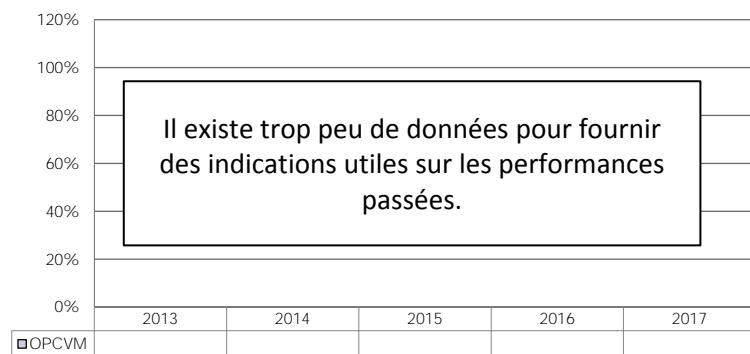 120%
100%
80%
60%
40%
20%
0%
Il existe trop peu de données pour fournir
des indications utiles sur les performances
passées.
2013 2014 2015 2016 2017
OPCVM